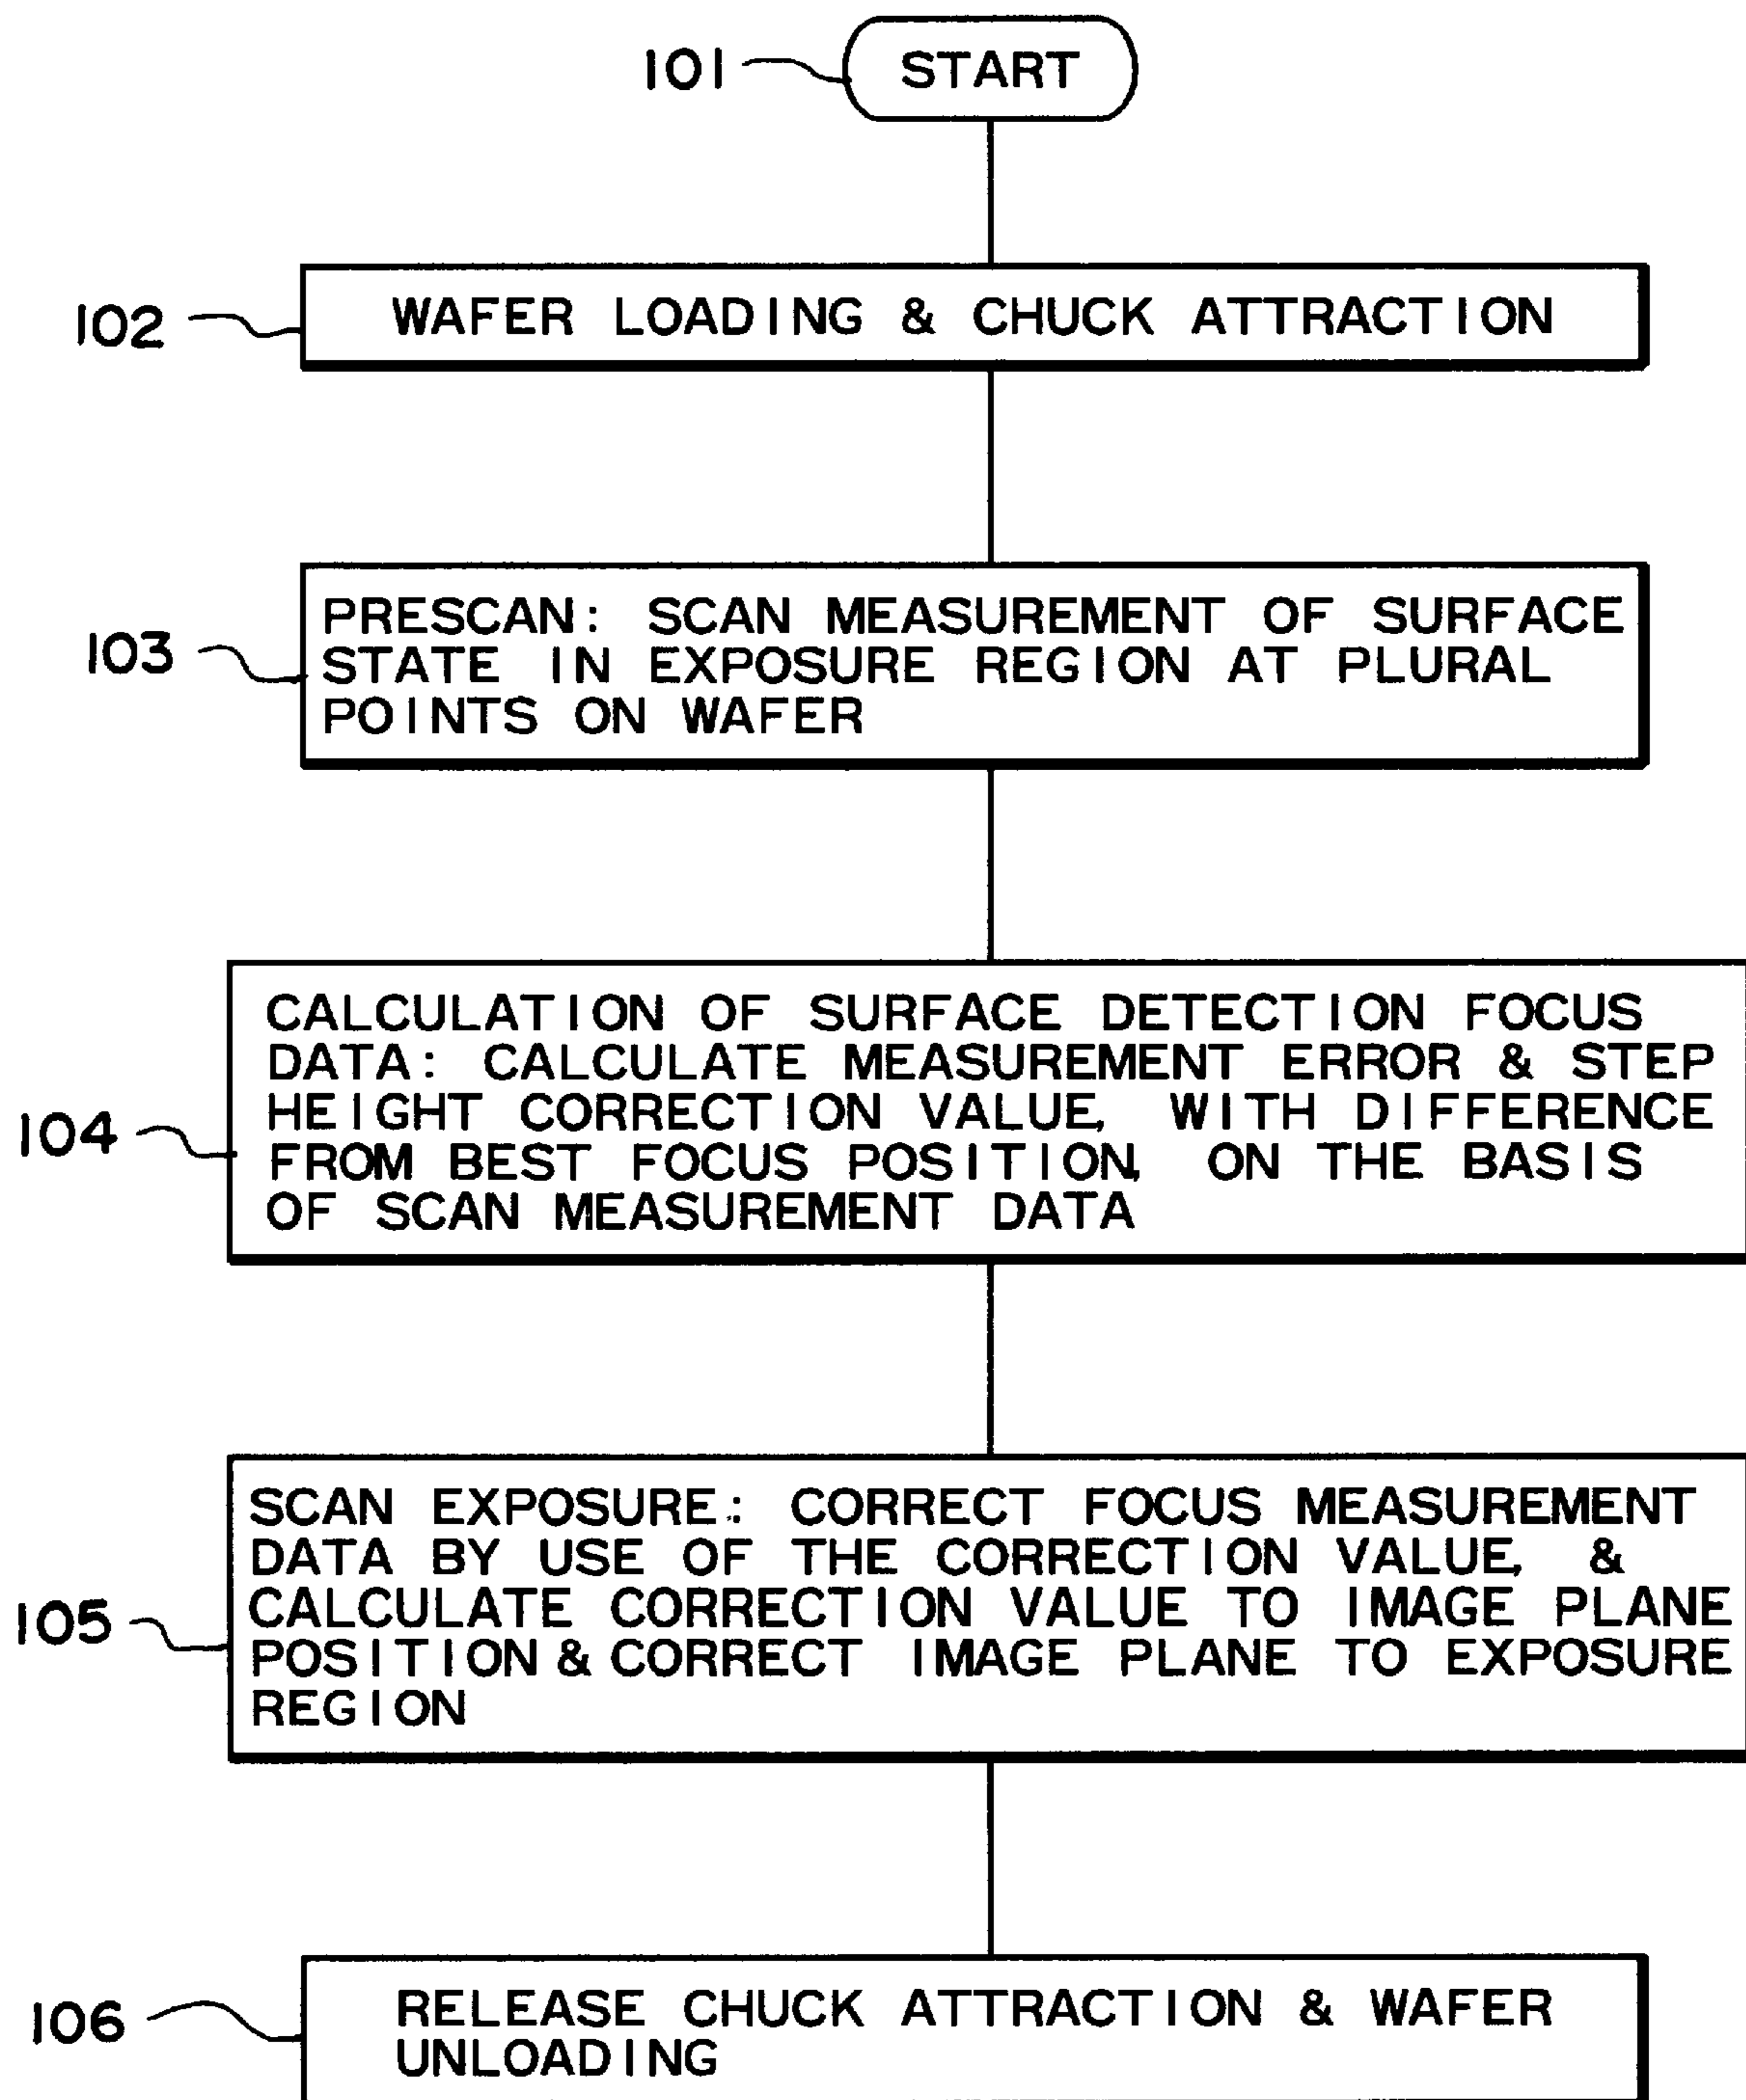 101 START
102 WAFER LOADING & CHUCK ATTRACTION
103 PRESCAN: SCAN MEASUREMENT OF SURFACE
STATE IN EXPOSURE REGION AT PLURAL
POINTS ON WAFER
CALCULATION OF SURFACE DETECTION FOCUS
DATA: CALCULATE MEASUREMENT ERROR & STEP
104 HEIGHT CORRECTION VALUE, WITH DIFFERENCE
FROM BEST FOCUS POSITION, ON THE BASIS
OF SCAN MEASUREMENT DATA
SCAN EXPOSURE: CORRECT FOCUS MEASUREMENT
DATA BY USE OF THE CORRECTION VALUE, &
105 CALCULATE CORRECTION VALUE TO IMAGE PLANE
POSITION & CORRECT IMAGE PLANE TO EXPOSURE
REGION
106 RELEASE CHUCK ATTRACTION & WAFER
UNLOADING